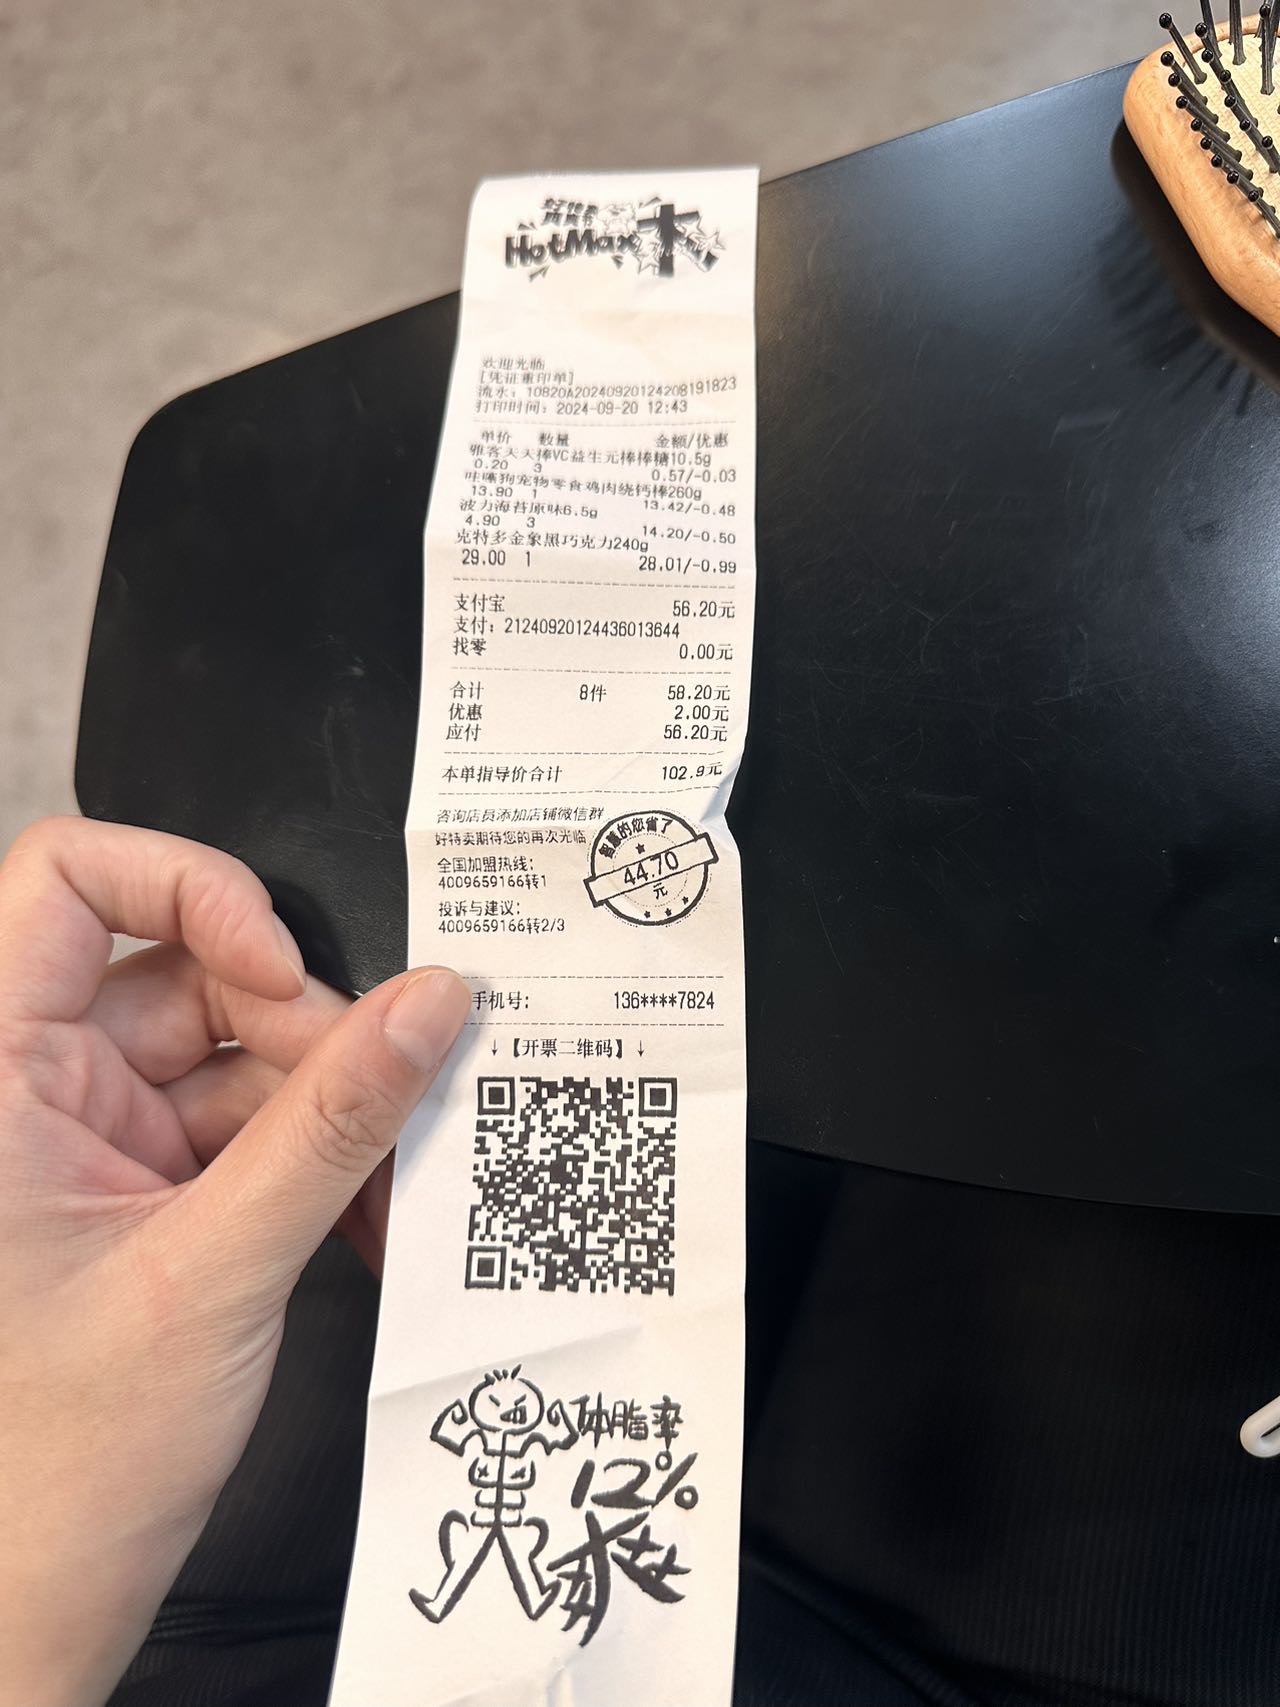 HotMax
欢迎光临
[凭证重印单]
流水：10820A20240920124208191823
打印时间：2024-09-20 12:43
单价 数量 金额/优惠
雅客天天棒VC益生元棒棒糖10.5g
0.20 3 0.57/-0.03
哇噻狗宠物零食鸡肉绕钙棒260g
13.90 1 13.42/-0.48
波力海苔原味6.5g
4.90 3 14.20/-0.50
克特多金象黑巧克力240g
29.00 1 28.01/-0.99
支付宝 56.20元
支付：21240920124436013644
找零 0.00元
合计 8件 58.20元
优惠 2.00元
应付 56.20元
本单指导价合计 102.9元
咨询店员添加店铺微信群
好特卖期待您的再次光临
全国加盟热线：
4009659166转1
投诉与建议：
4009659166转2/3
智慧的您省了
44.70
元
手机号： 136****7824
↓【开票二维码】↓
体脂率
12%
爽